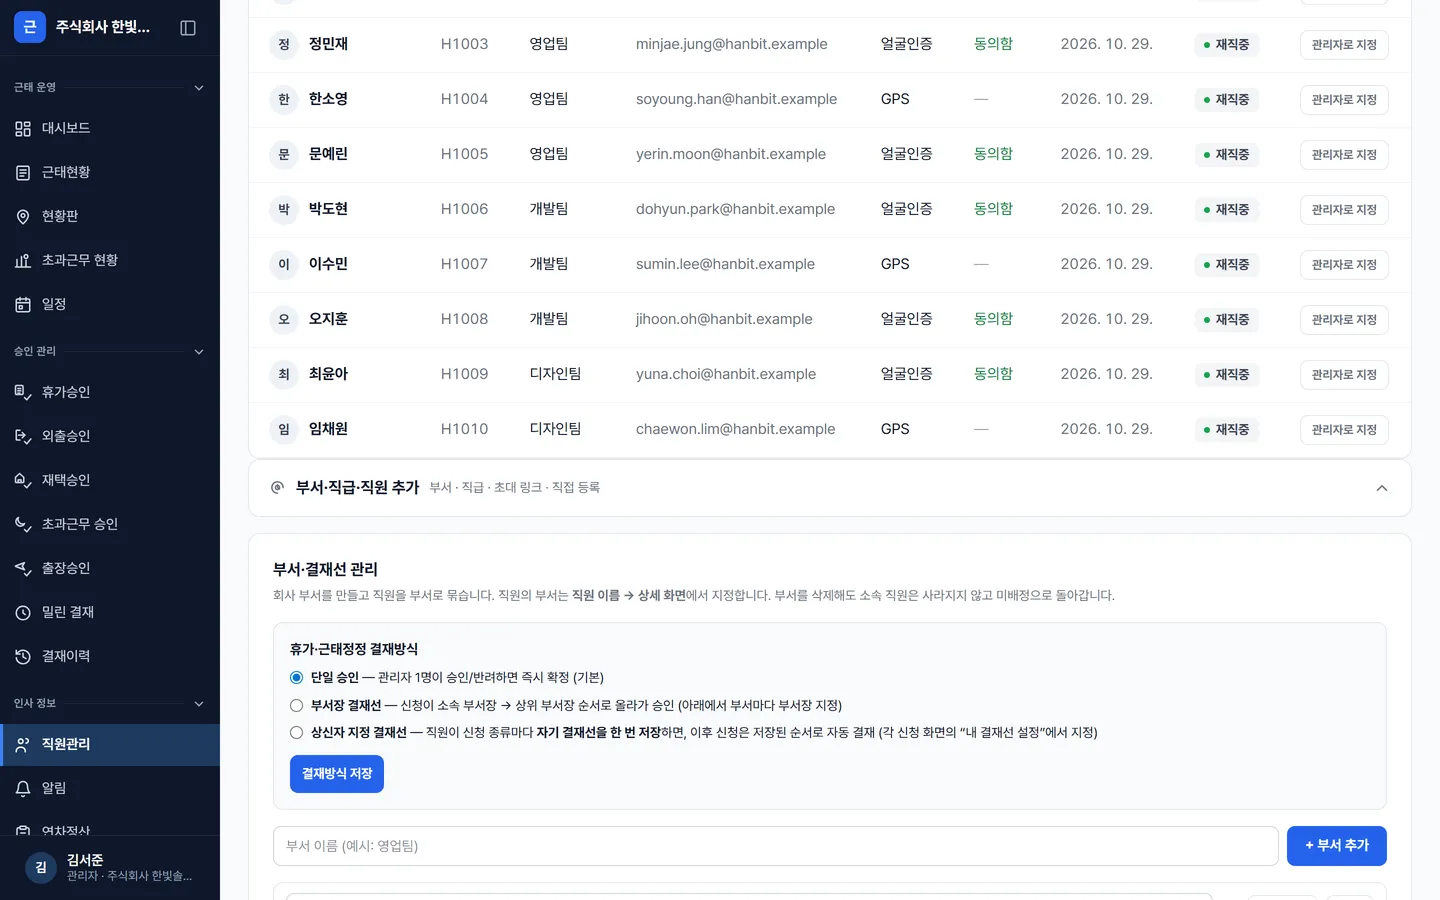 근
주식회사 한빛...
근태 운영
대시보드
근태현황
현황판
초과근무 현황
일정
승인 관리
휴가승인
외출승인
재택승인
초과근무 승인
출장승인
밀린 결재
결재이력
인사 정보
직원관리
알림
연차정산
김
김서준
관리자 · 주식회사 한빛솔...
정 정민재 H1003 영업팀 minjae.jung@hanbit.example 얼굴인증 동의함 2026. 10. 29. 재직중 관리자로 지정
한 한소영 H1004 영업팀 soyoung.han@hanbit.example GPS — 2026. 10. 29. 재직중 관리자로 지정
문 문예린 H1005 영업팀 yerin.moon@hanbit.example 얼굴인증 동의함 2026. 10. 29. 재직중 관리자로 지정
박 박도현 H1006 개발팀 dohyun.park@hanbit.example 얼굴인증 동의함 2026. 10. 29. 재직중 관리자로 지정
이 이수민 H1007 개발팀 sumin.lee@hanbit.example GPS — 2026. 10. 29. 재직중 관리자로 지정
오 오지훈 H1008 개발팀 jihoon.oh@hanbit.example 얼굴인증 동의함 2026. 10. 29. 재직중 관리자로 지정
최 최윤아 H1009 디자인팀 yuna.choi@hanbit.example 얼굴인증 동의함 2026. 10. 29. 재직중 관리자로 지정
임 임채원 H1010 디자인팀 chaewon.lim@hanbit.example GPS — 2026. 10. 29. 재직중 관리자로 지정
부서·직급·직원 추가 부서 · 직급 · 초대 링크 · 직접 등록
부서·결재선 관리
회사 부서를 만들고 직원을 부서로 묶습니다. 직원의 부서는 직원 이름 → 상세 화면에서 지정합니다. 부서를 삭제해도 소속 직원은 사라지지 않고 미배정으로 돌아갑니다.
휴가·근태정정 결재방식
단일 승인 — 관리자 1명이 승인/반려하면 즉시 확정 (기본)
부서장 결재선 — 신청이 소속 부서장 → 상위 부서장 순서로 올라가 승인 (아래에서 부서마다 부서장 지정)
상신자 지정 결재선 — 직원이 신청 종류마다 자기 결재선을 한 번 저장하면, 이후 신청은 저장된 순서로 자동 결재 (각 신청 화면의 “내 결재선 설정”에서 지정)
결재방식 저장
부서 이름 (예시: 영업팀)
+ 부서 추가